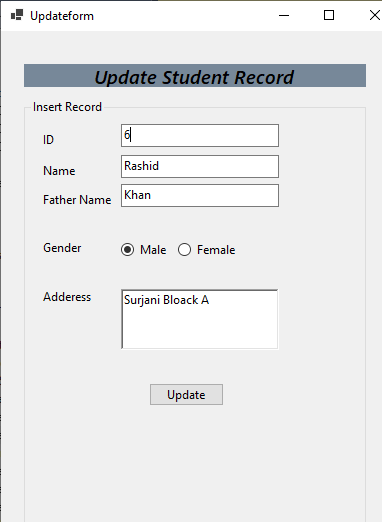 Updateform
Update Student Record
Insert Record
ID 6
Name Rashid
Father Name Khan
Gender Male Female
Adderess Surjani Bloack A
Update